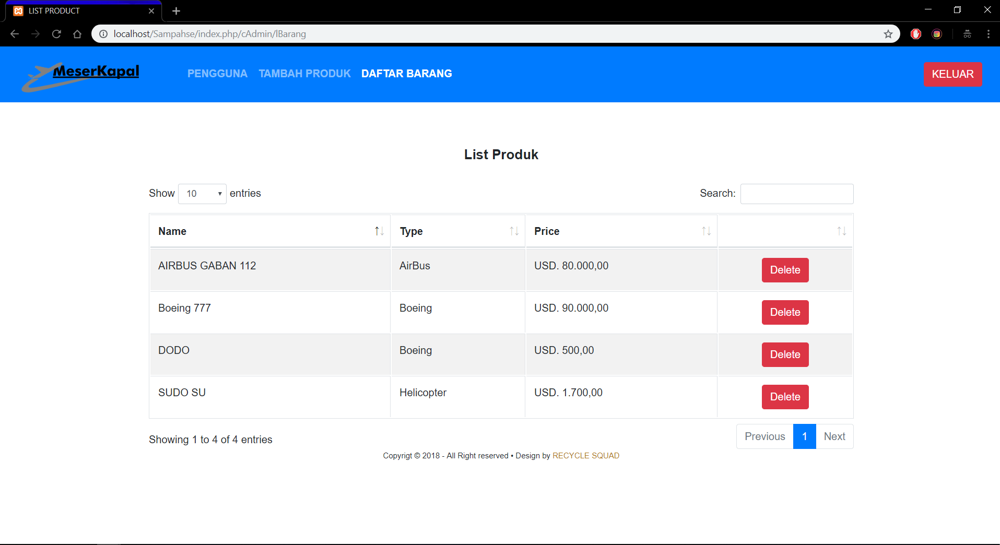 LIST PRODUCT
localhost/Sampahse/index.php/cAdmin/lBarang
MeserKapal PENGGUNA TAMBAH PRODUK DAFTAR BARANG KELUAR
List Produk
Show 10 entries Search:
Name Type Price
AIRBUS GABAN 112 AirBus USD. 80.000,00 Delete
Boeing 777 Boeing USD. 90.000,00 Delete
DODO Boeing USD. 500,00 Delete
SUDO SU Helicopter USD. 1.700,00 Delete
Showing 1 to 4 of 4 entries Previous 1 Next
Copyrigt © 2018 - All Right reserved • Design by RECYCLE SQUAD